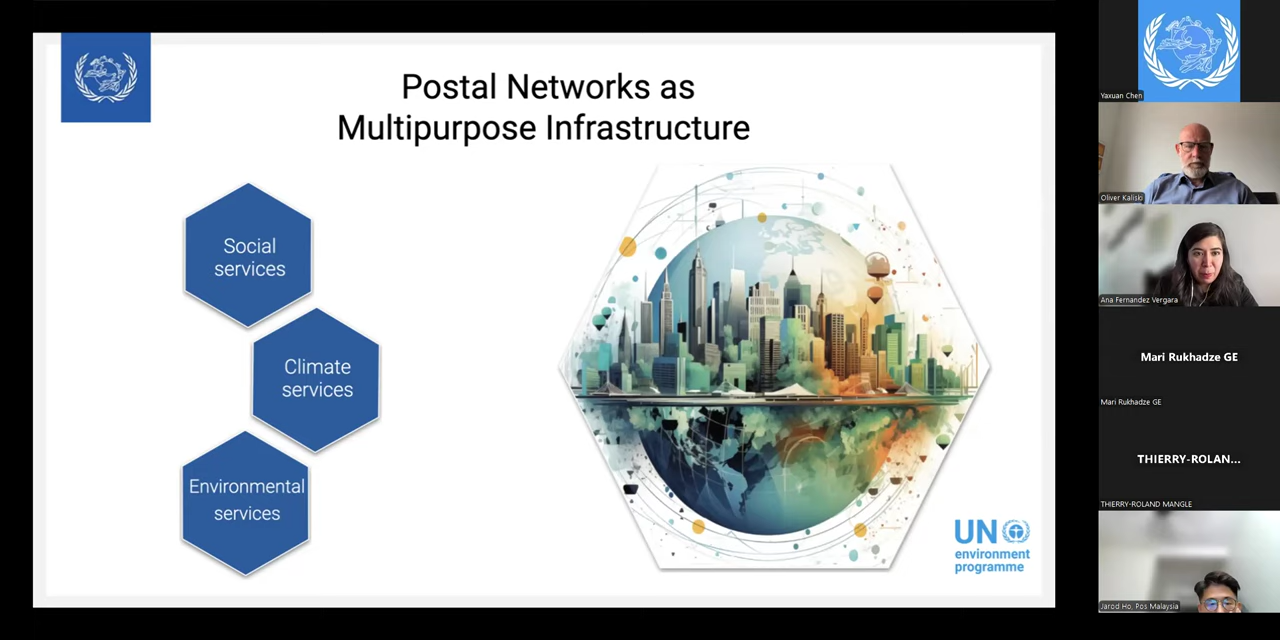 Postal Networks as
Multipurpose Infrastructure
Social
services
Climate
services
Environmental
services
UN
environment
programme
Yaxuan Chen
Oliver Kaliski
Ana Fernandez Vergara
Mari Rukhadze GE
Mari Rukhadze GE
THIERRY-ROLAN...
THIERRY-ROLAND MANGLE
Jarod Ho, Pos Malaysia